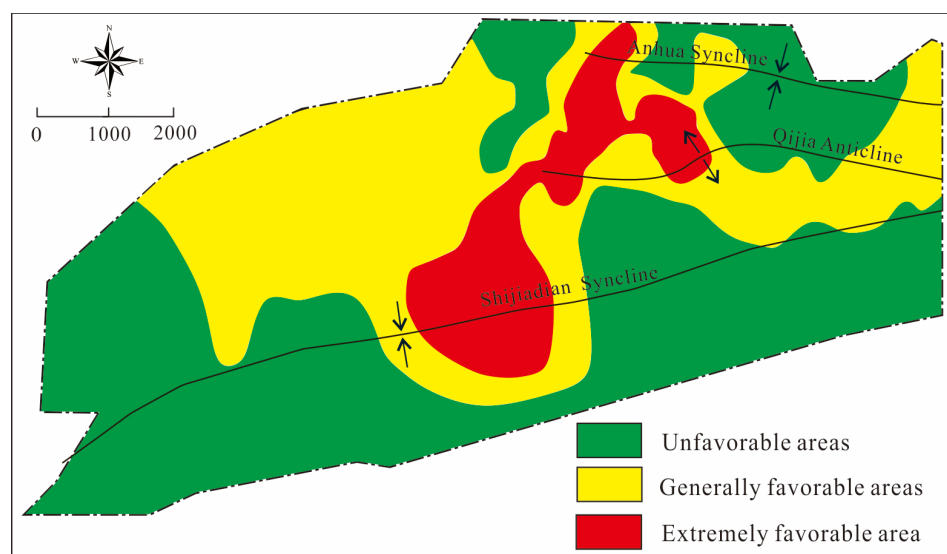 N
W E
S
0 1000 2000
Anhua Syncline
Qijia Anticline
Shijiadian Syncline
Unfavorable areas
Generally favorable areas
Extremely favorable area